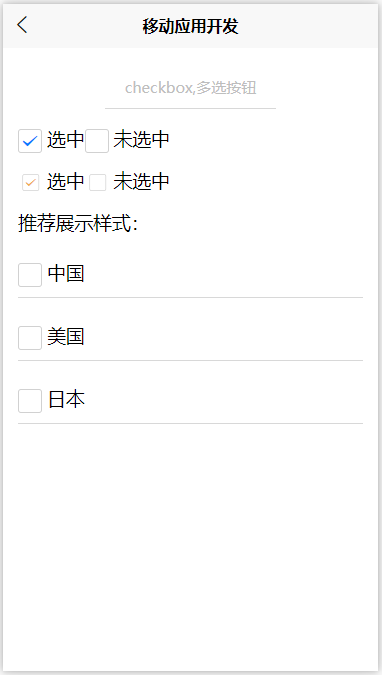 移动应用开发
checkbox,多选按钮
选中 未选中
选中 未选中
推荐展示样式：
中国
美国
日本